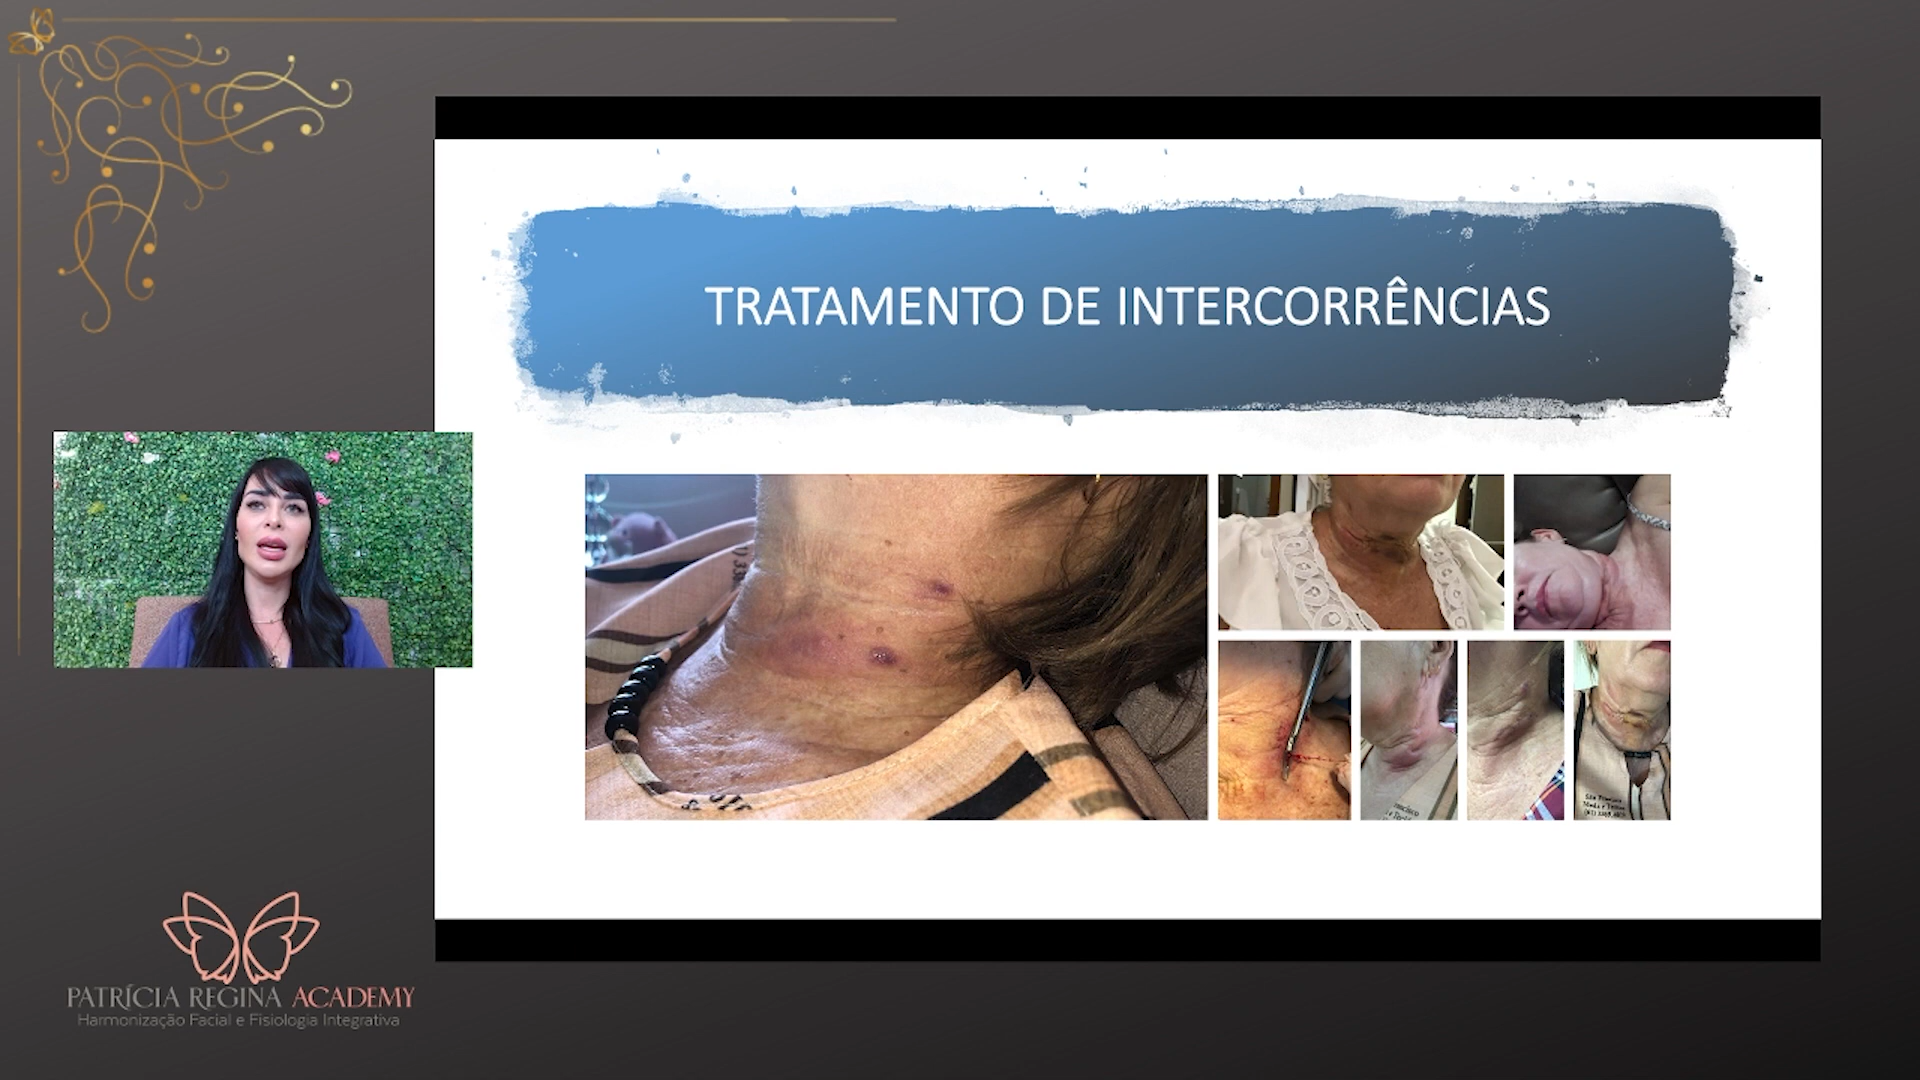 TRATAMENTO DE INTERCORRÊNCIAS
PATRÍCIA REGINA ACADEMY
Harmonização Facial e Fisiologia Integrativa